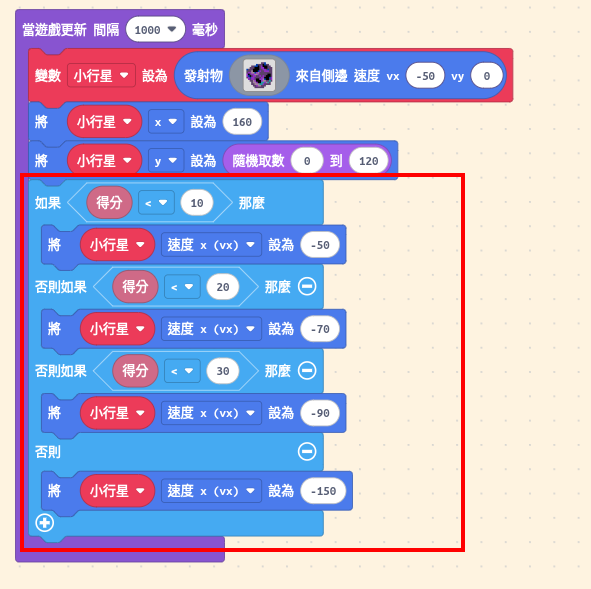 當遊戲更新 間隔 1000 毫秒
變數 小行星 設為 發射物 來自側邊 速度 vx -50 vy 0
將 小行星 x 設為 160
將 小行星 y 設為 隨機取數 0 到 120
如果 得分 < 10 那麼
將 小行星 速度 x (vx) 設為 -50
否則如果 得分 < 20 那麼
將 小行星 速度 x (vx) 設為 -70
否則如果 得分 < 30 那麼
將 小行星 速度 x (vx) 設為 -90
否則
將 小行星 速度 x (vx) 設為 -150